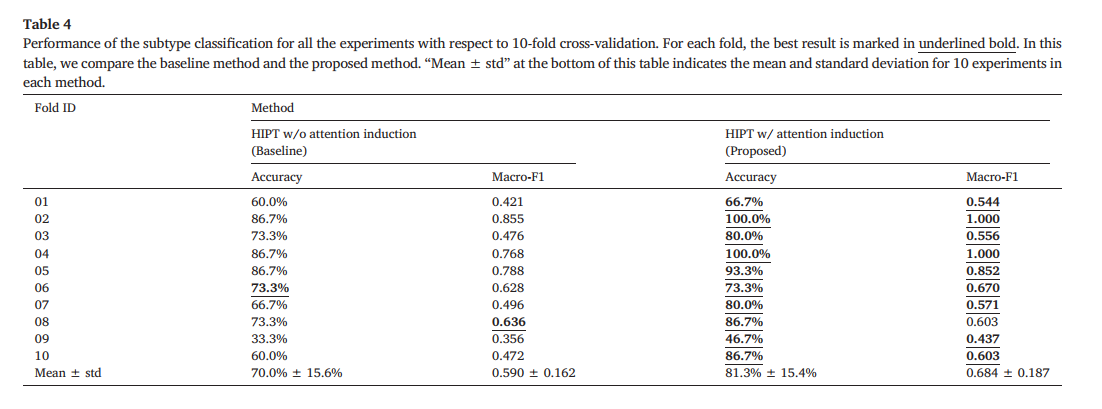 Table 4
Performance of the subtype classification for all the experiments with respect to 10-fold cross-validation. For each fold, the best result is marked in underlined bold. In this
table, we compare the baseline method and the proposed method. “Mean ± std” at the bottom of this table indicates the mean and standard deviation for 10 experiments in
each method.
Fold ID Method
HIPT w/o attention induction HIPT w/ attention induction
(Baseline) (Proposed)
Accuracy Macro-F1 Accuracy Macro-F1
01 60.0% 0.421 66.7% 0.544
02 86.7% 0.855 100.0% 1.000
03 73.3% 0.476 80.0% 0.556
04 86.7% 0.768 100.0% 1.000
05 86.7% 0.788 93.3% 0.852
06 73.3% 0.628 73.3% 0.670
07 66.7% 0.496 80.0% 0.571
08 73.3% 0.636 86.7% 0.603
09 33.3% 0.356 46.7% 0.437
10 60.0% 0.472 86.7% 0.603
Mean ± std 70.0% ± 15.6% 0.590 ± 0.162 81.3% ± 15.4% 0.684 ± 0.187